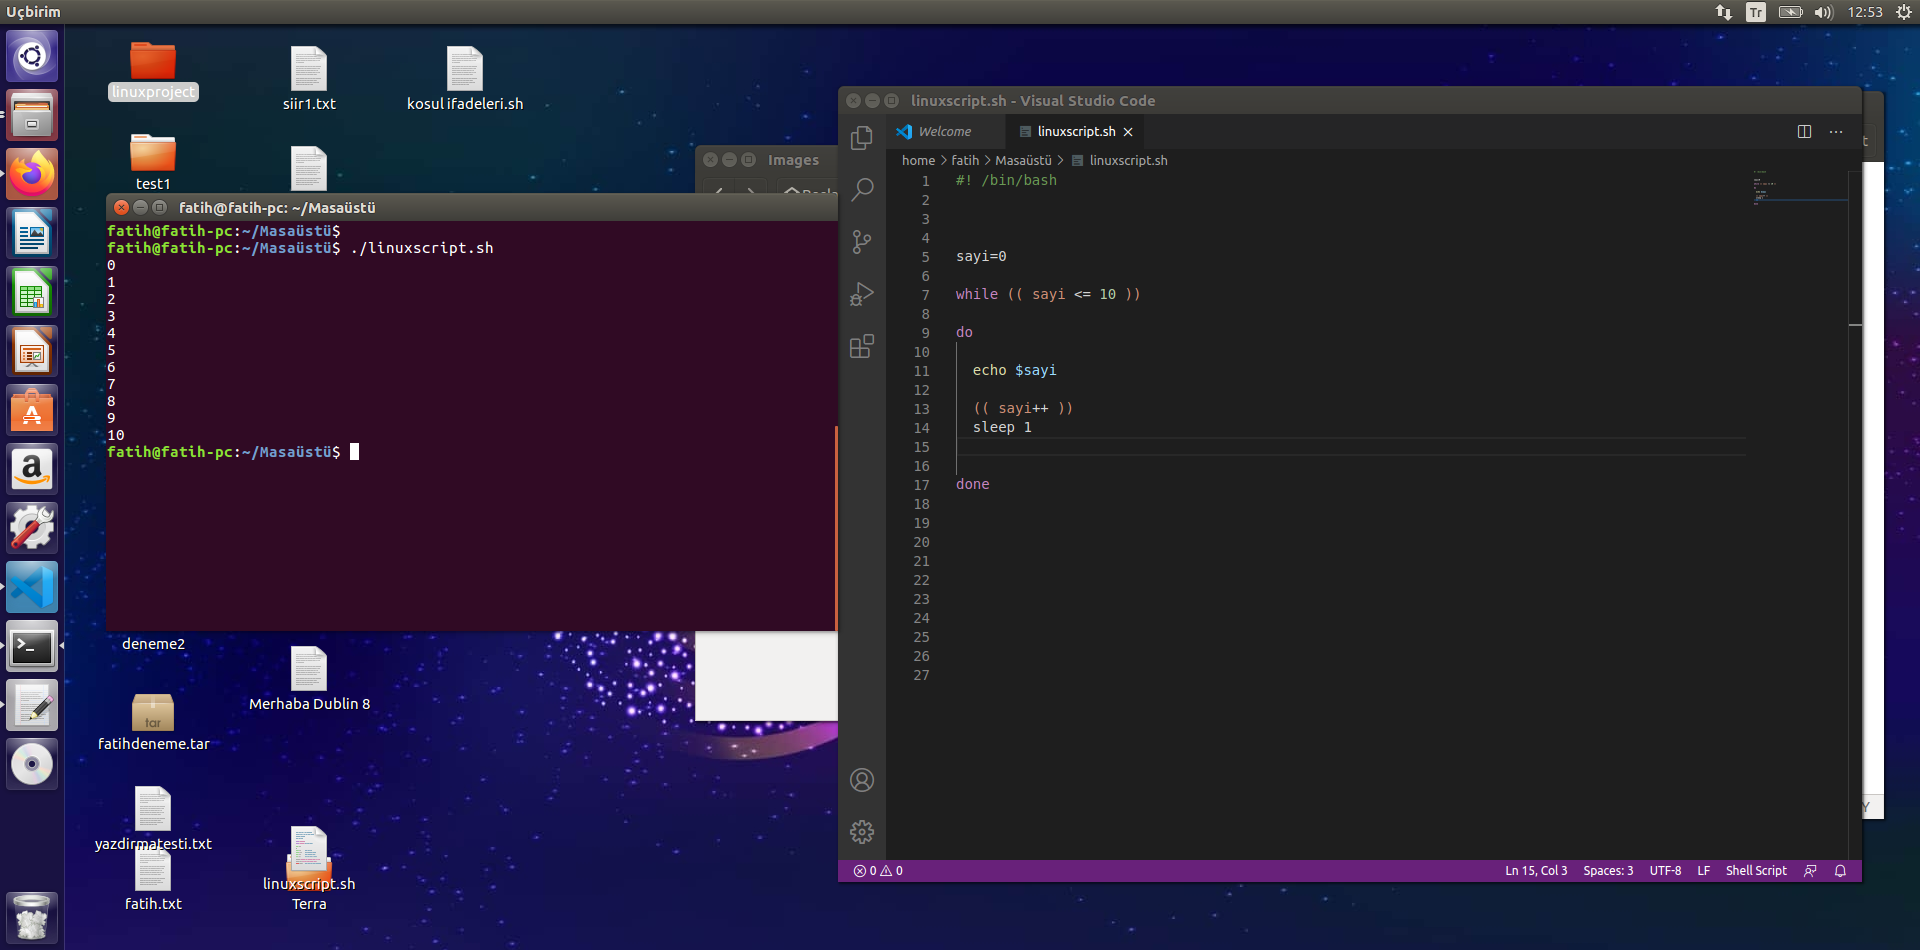 Uçbirim
Tr
12:53
linuxproject
siir1.txt
kosul ifadeleri.sh
test1
Images
fatih@fatih-pc: ~/Masaüstü
fatih@fatih-pc:~/Masaüstü$
fatih@fatih-pc:~/Masaüstü$ ./linuxscript.sh
0
1
2
3
4
5
6
7
8
9
10
fatih@fatih-pc:~/Masaüstü$
deneme2
Merhaba Dublin 8
tar
fatihdeneme.tar
yazdirmatesti.txt
fatih.txt
linuxscript.sh
Terra
linuxscript.sh - Visual Studio Code
Welcome
linuxscript.sh
home > fatih > Masaüstü > linuxscript.sh
1 #! /bin/bash
2
3
4
5 sayi=0
6
7 while (( sayi <= 10 ))
8
9 do
10
11 echo $sayi
12
13 (( sayi++ ))
14 sleep 1
15
16
17 done
18
19
20
21
22
23
24
25
26
27
0 0
Ln 15, Col 3 Spaces: 3 UTF-8 LF Shell Script